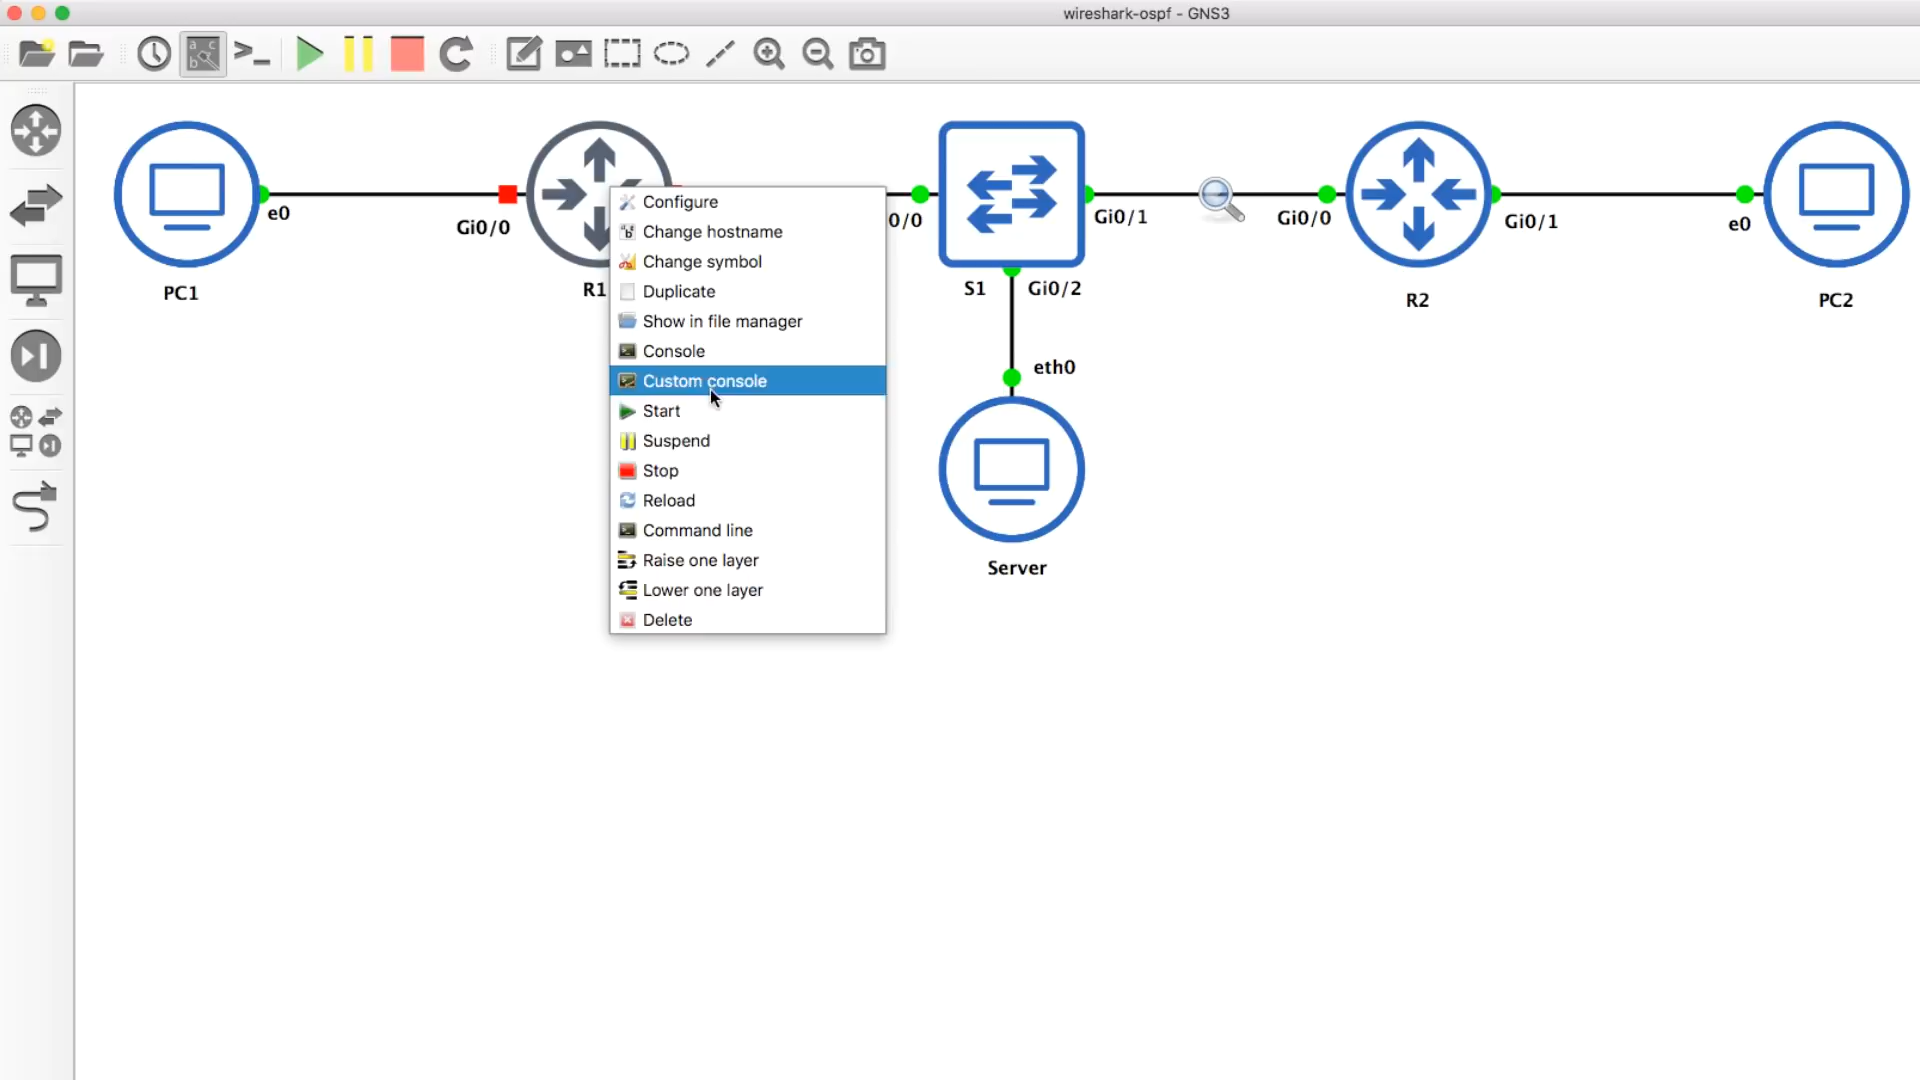 wireshark-ospf - GNS3
e0
Gi0/0
PC1
R1
0/0
Gi0/1
Gi0/0
Gi0/1
e0
S1
Gi0/2
R2
PC2
eth0
Server
Configure
Change hostname
Change symbol
Duplicate
Show in file manager
Console
Custom console
Start
Suspend
Stop
Reload
Command line
Raise one layer
Lower one layer
Delete